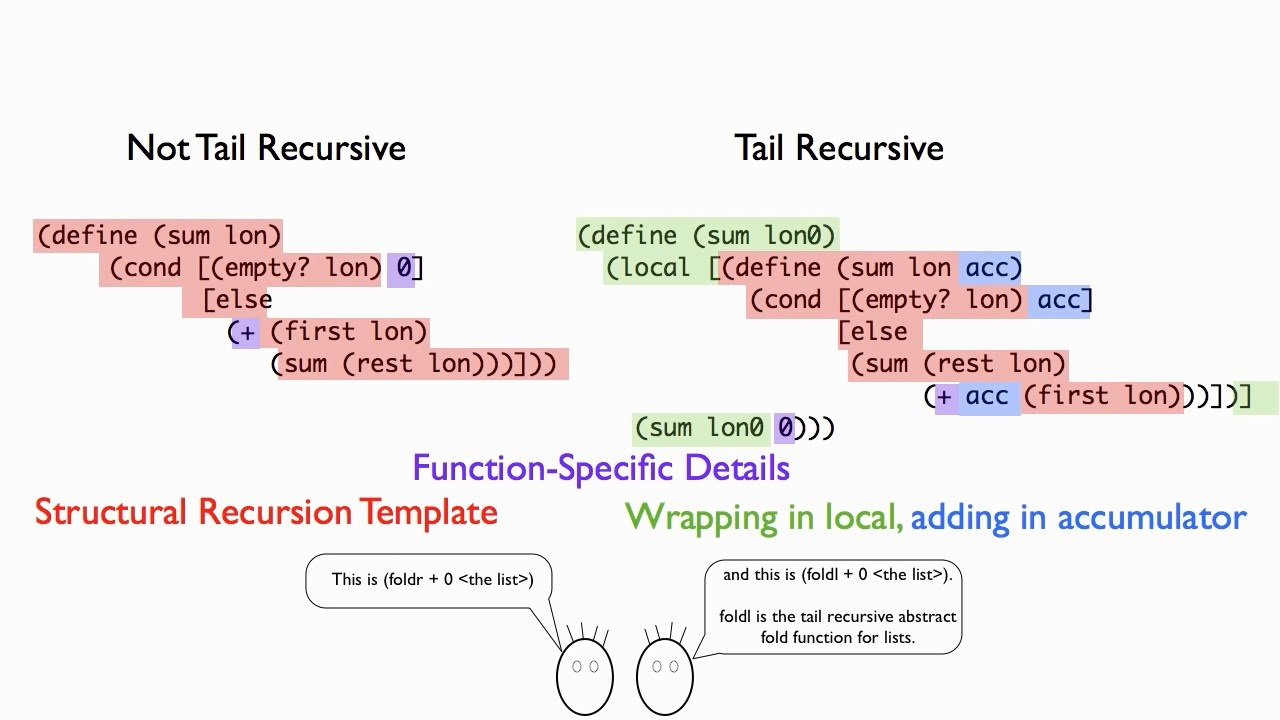 Not Tail Recursive
(define (sum lon)
(cond [(empty? lon) 0]
[else
(+ (first lon)
(sum (rest lon)))]))
Tail Recursive
(define (sum lon0)
(local [(define (sum lon acc)
(cond [(empty? lon) acc]
[else
(sum (rest lon)
(+ acc (first lon)))])]
(sum lon0 0)))
Function-Specific Details
Structural Recursion Template
Wrapping in local, adding in accumulator
This is (foldr + 0 <the list>)
and this is (foldl + 0 <the list>).
foldl is the tail recursive abstract
fold function for lists.